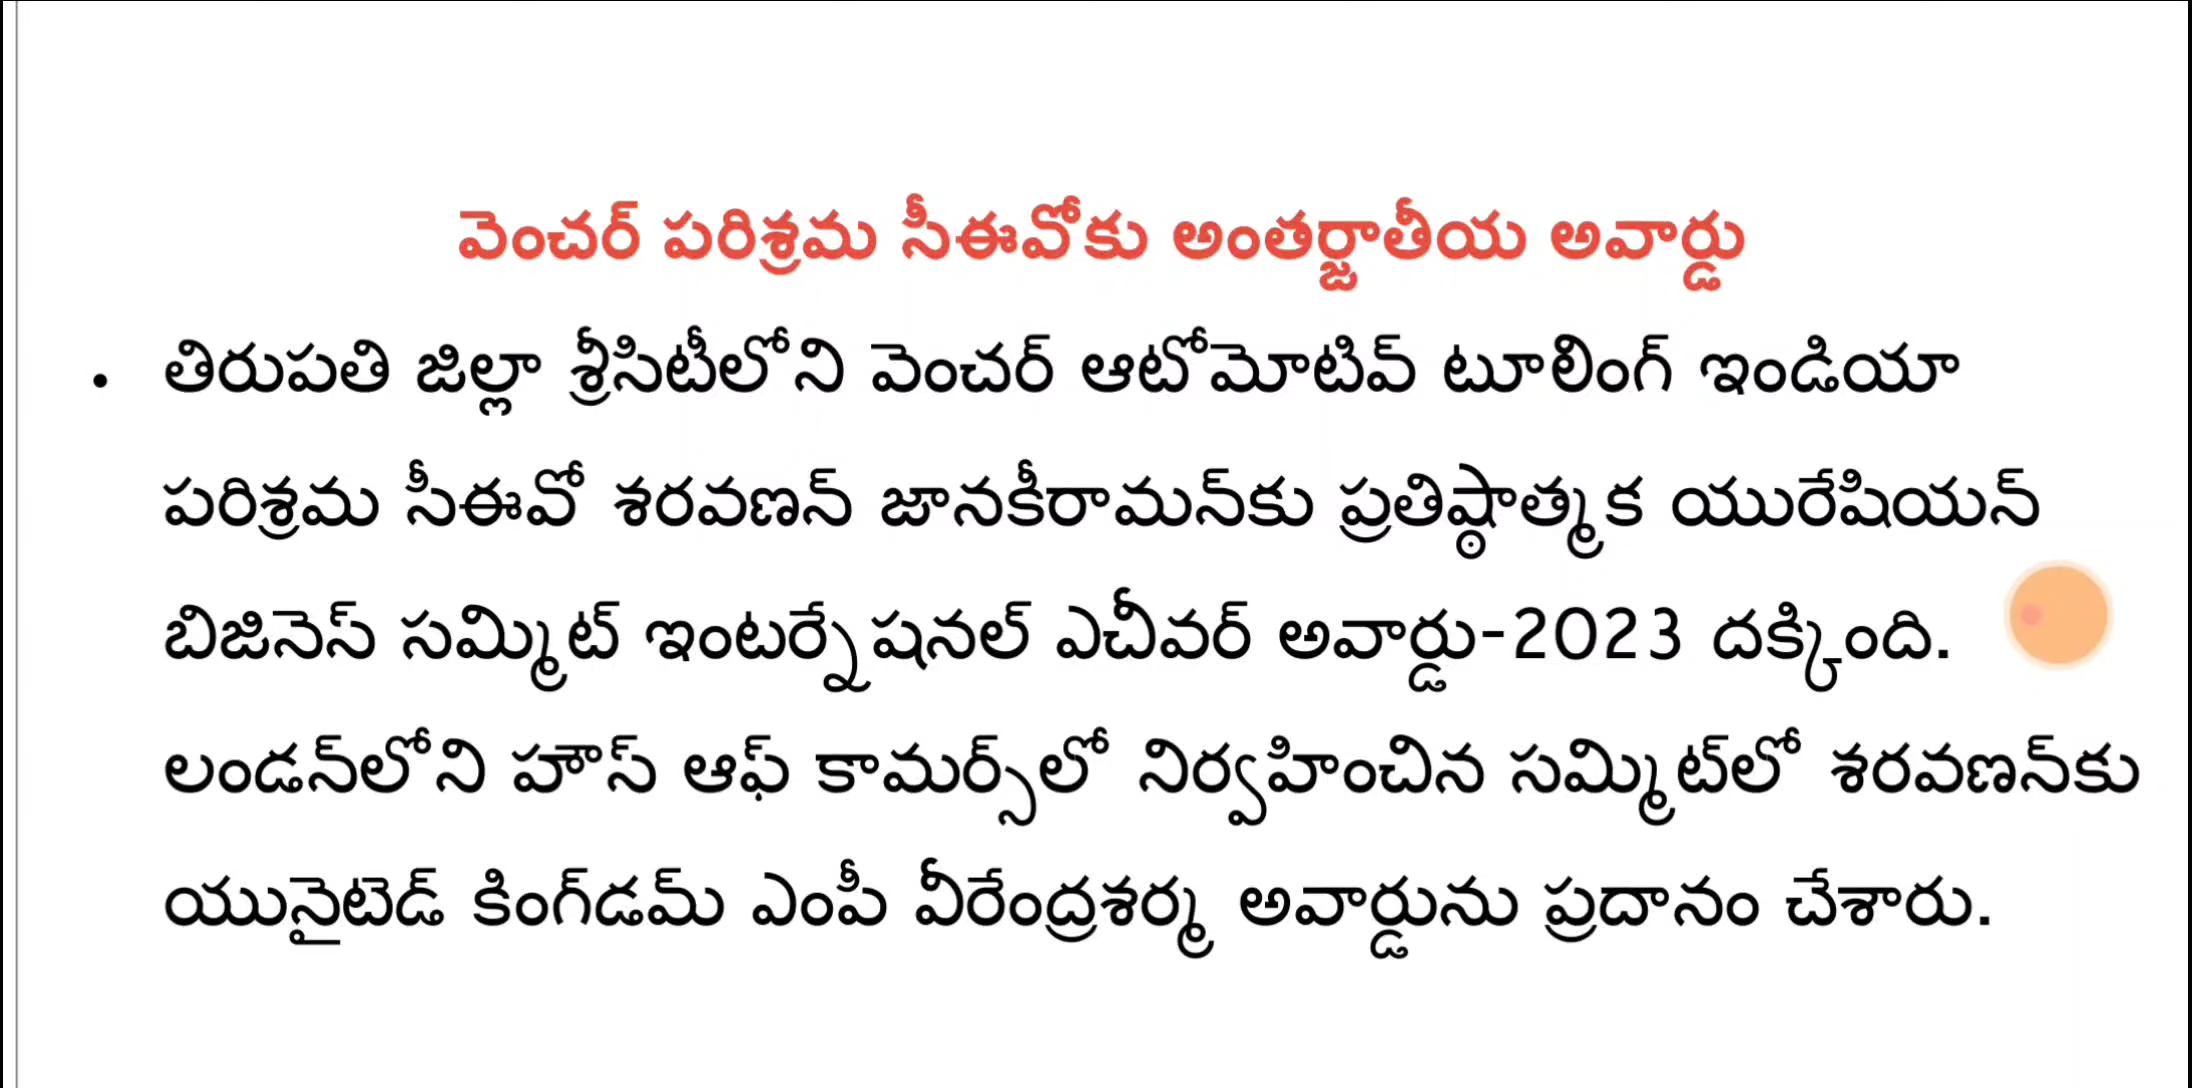 వెంచర్ పరిశ్రమ సీఈవోకు అంతర్జాతీయ అవార్డు
• తిరుపతి జిల్లా శ్రీసిటీలోని వెంచర్ ఆటోమోటివ్ టూలింగ్ ఇండియా
పరిశ్రమ సీఈవో శరవణన్ జానకీరామన్‌కు ప్రతిష్ఠాత్మక యురేషియన్
బిజినెస్ సమ్మిట్ ఇంటర్నేషనల్ ఎచీవర్ అవార్డు-2023 దక్కింది.
లండన్‌లోని హౌస్ ఆఫ్ కామర్స్‌లో నిర్వహించిన సమ్మిట్‌లో శరవణన్‌కు
యునైటెడ్ కింగ్‌డమ్ ఎంపీ వీరేంద్రశర్మ అవార్డును ప్రదానం చేశారు.